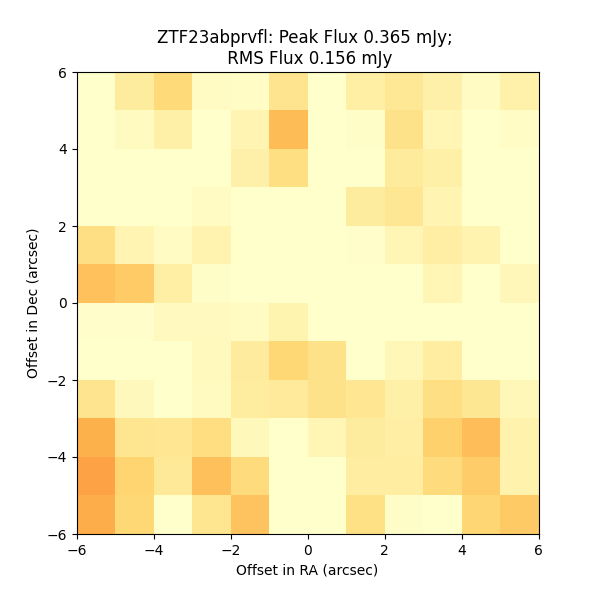 ZTF23abprvfl: Peak Flux 0.365 mJy;
RMS Flux 0.156 mJy
6
4
2
0
−2
−4
−6
Offset in Dec (arcsec)
−6 −4 −2 0 2 4 6
Offset in RA (arcsec)